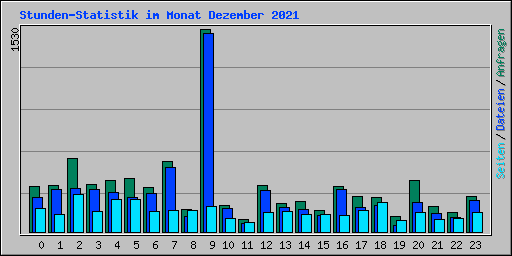 Stunden-Statistik im Monat Dezember 2021
1530
Seiten / Dateien / Anfragen
0 1 2 3 4 5 6 7 8 9 10 11 12 13 14 15 16 17 18 19 20 21 22 23